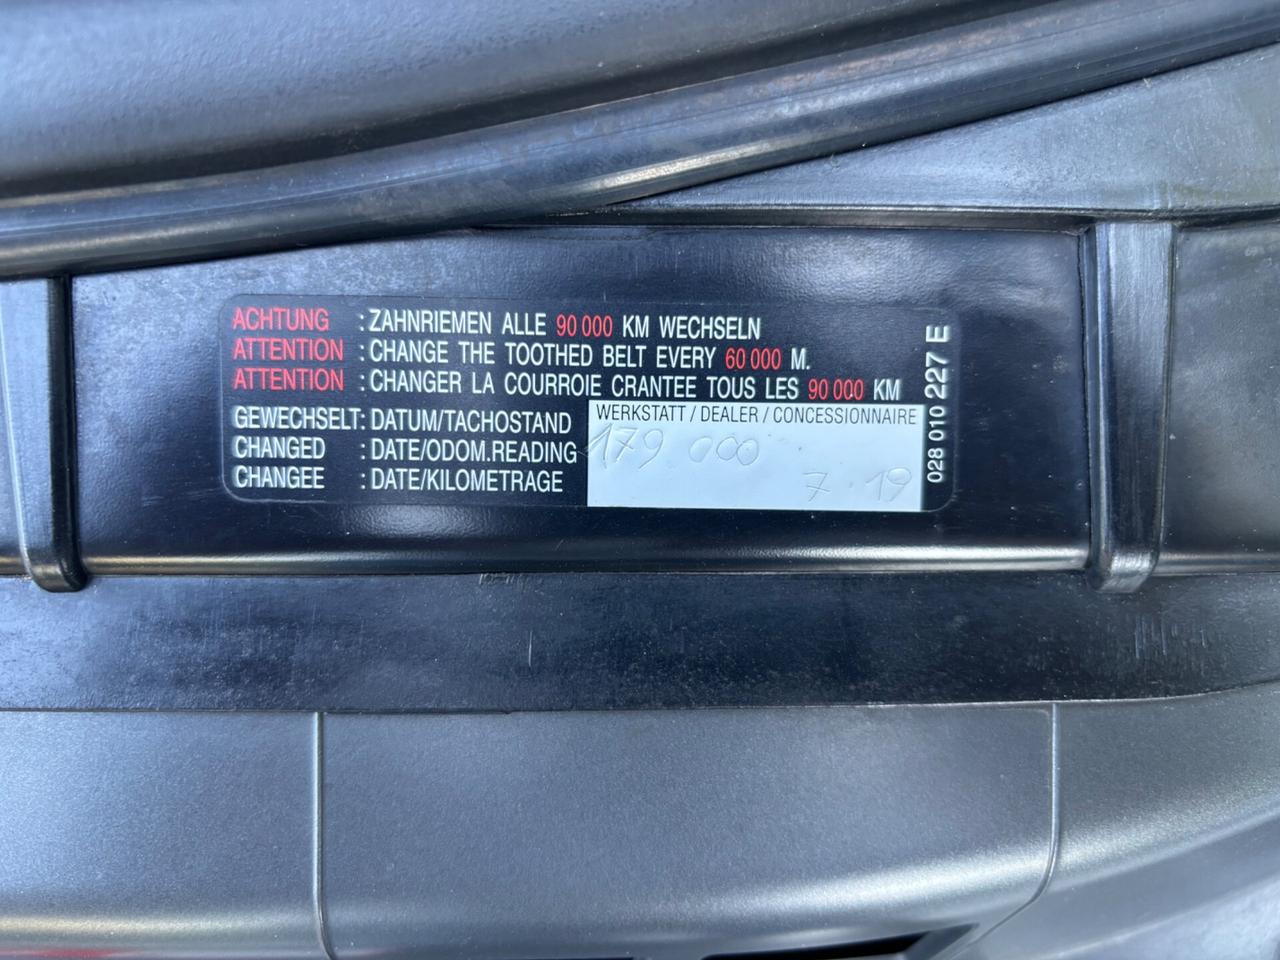 ACHTUNG : ZAHNRIEMEN ALLE 90 000 KM WECHSELN
ATTENTION : CHANGE THE TOOTHED BELT EVERY 60 000 M.
ATTENTION : CHANGER LA COURROIE CRANTEE TOUS LES 90 000 KM
GEWECHSELT: DATUM/TACHOSTAND
CHANGED : DATE/ODOM.READING
CHANGEE : DATE/KILOMETRAGE
WERKSTATT / DEALER / CONCESSIONNAIRE
179 000
7.19
028 010 227 E